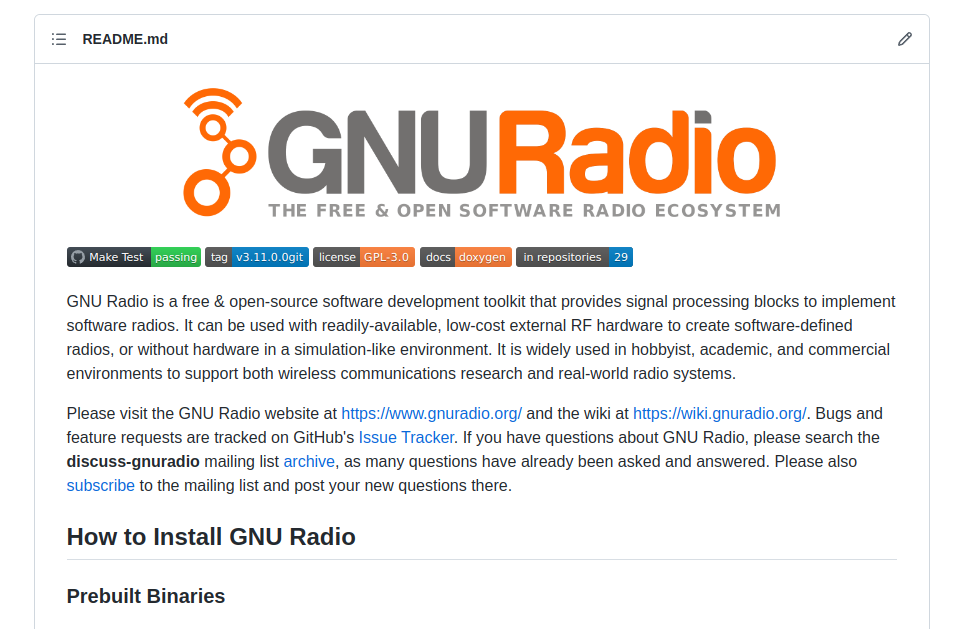 README.md
GNURadio
THE FREE & OPEN SOFTWARE RADIO ECOSYSTEM
Make Test passing tag v3.11.0.0git license GPL-3.0 docs doxygen in repositories 29
GNU Radio is a free & open-source software development toolkit that provides signal processing blocks to implement
software radios. It can be used with readily-available, low-cost external RF hardware to create software-defined
radios, or without hardware in a simulation-like environment. It is widely used in hobbyist, academic, and commercial
environments to support both wireless communications research and real-world radio systems.
Please visit the GNU Radio website at https://www.gnuradio.org/ and the wiki at https://wiki.gnuradio.org/. Bugs and
feature requests are tracked on GitHub's Issue Tracker. If you have questions about GNU Radio, please search the
discuss-gnuradio mailing list archive, as many questions have already been asked and answered. Please also
subscribe to the mailing list and post your new questions there.
How to Install GNU Radio
Prebuilt Binaries